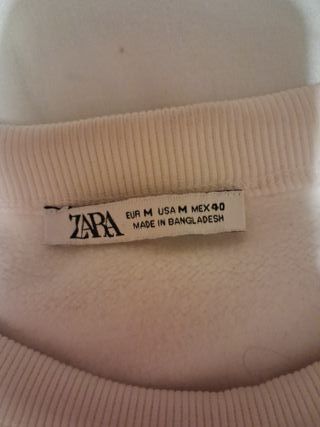 ZARA
EUR M USA M MEX 40
MADE IN BANGLADESH